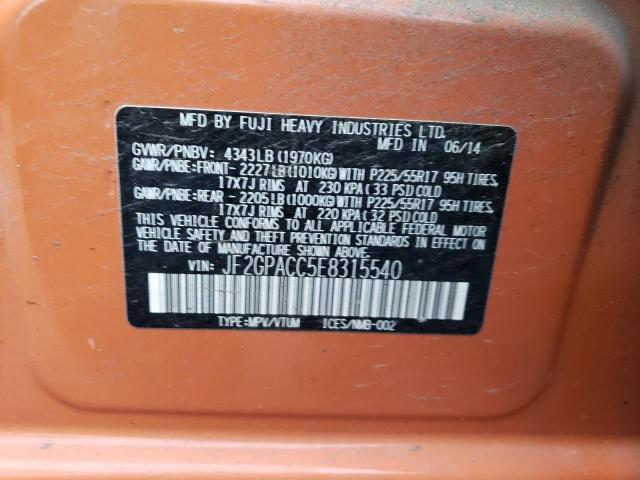 MFD BY FUJI HEAVY INDUSTRIES LTD.
MFD IN 06/14
GVWR/PNBV: 4343LB(1970KG)
GAWR/PNBE:FRONT- 2227LB(1010KG)WITH P225/55R17 95H TIRES,
17X7J RIMS AT 230 KPA(33 PSI)COLD
GAWR/PNBE:REAR - 2205LB(1000KG)WITH P225/55R17 95H TIRES,
17X7J RIMS AT 220 KPA(32 PSI)COLD
THIS VEHICLE CONFORMS TO ALL APPLICABLE FEDERAL MOTOR
VEHICLE SAFETY AND THEFT PREVENTION STANDARDS IN EFFECT
ON THE DATE OF MANUFACTURE SHOWN ABOVE.
VIN: JF2GPACC5E8315540
TYPE:MPV/VTUM ICES/NMB-002